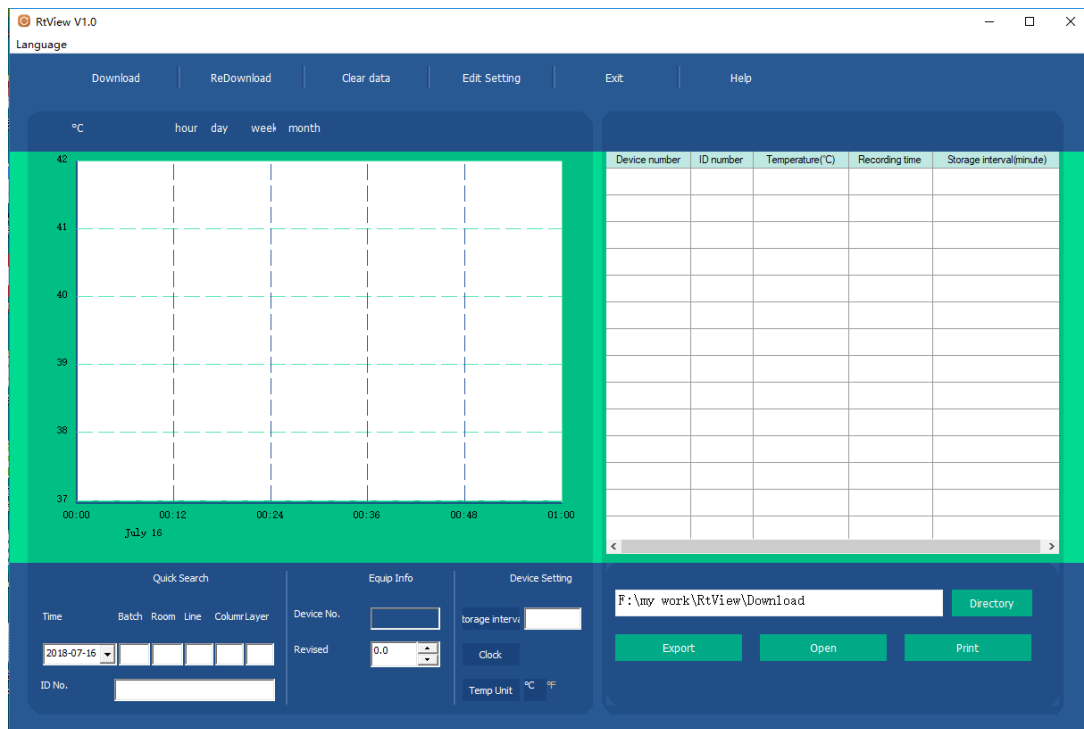 RtView V1.0
Language
Download ReDownload Clear data Edit Setting Exit Help
°C hour day week month
42
41
40
39
38
37
00:00 00:12 00:24 00:36 00:48 01:00
July 16
Device number ID number Temperature(°C) Recording time Storage interval(minute)
Quick Search
Time Batch Room Line Column Layer
2018-07-16
ID No.
Equip Info
Device No.
Revised 0.0
Device Setting
torage interva
Clock
Temp Unit °C °F
F:\my work\RtView\Download Directory
Export Open Print